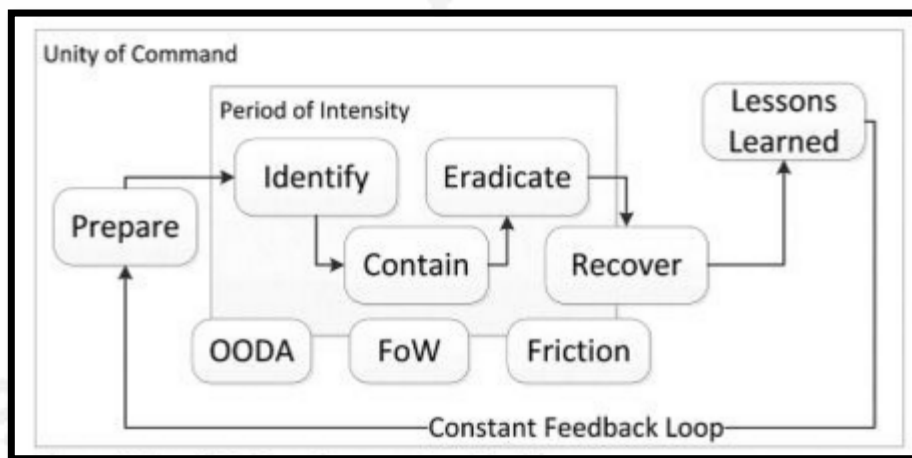 Unity of Command
Period of Intensity
Prepare
Identify
Contain
Eradicate
Recover
Lessons
Learned
OODA
FoW
Friction
Constant Feedback Loop